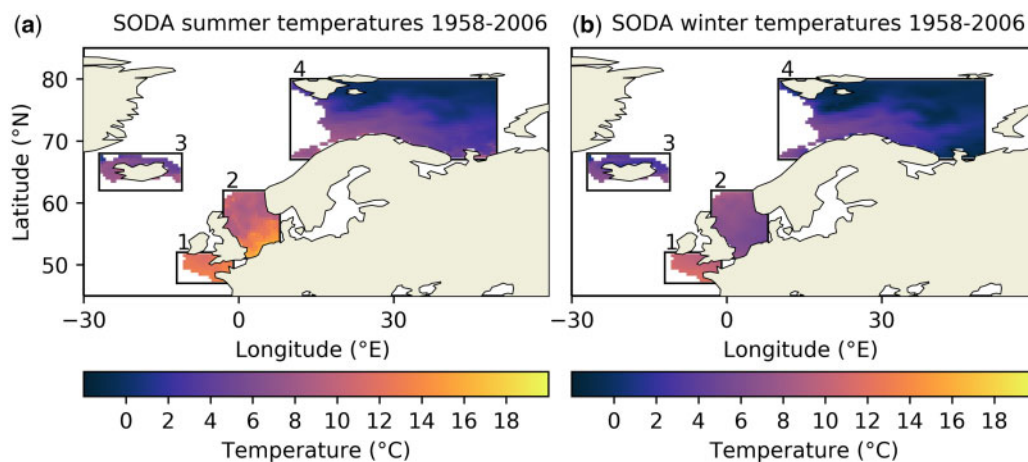 (a) SODA summer temperatures 1958-2006
(b) SODA winter temperatures 1958-2006
80
70
60
50
Latitude (°N)
4
3
2
1
4
3
2
1
−30 0 30
−30 0 30
Longitude (°E)
Longitude (°E)
0 2 4 6 8 10 12 14 16 18
0 2 4 6 8 10 12 14 16 18
Temperature (°C)
Temperature (°C)